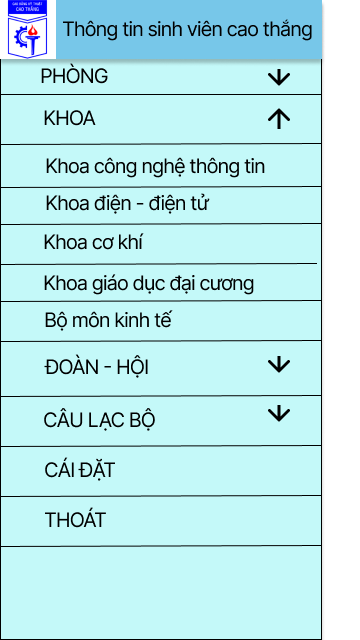 CAO ĐẲNG KỸ THUẬT
CAO THẮNG
Thông tin sinh viên cao thắng
PHÒNG
KHOA
Khoa công nghệ thông tin
Khoa điện - điện tử
Khoa cơ khí
Khoa giáo dục đại cương
Bộ môn kinh tế
ĐOÀN - HỘI
CÂU LẠC BỘ
CÁI ĐẶT
THOÁT